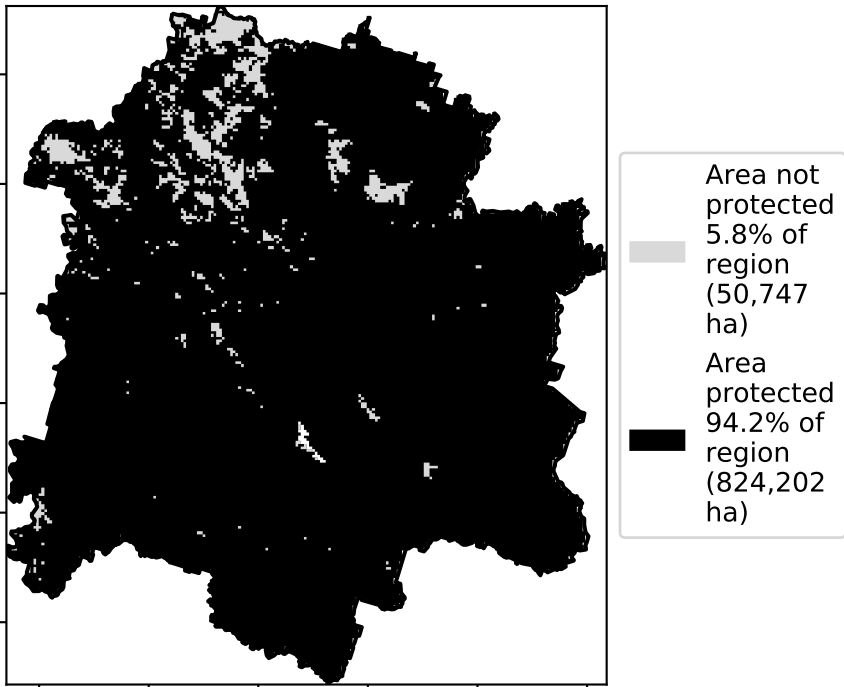 Area not
protected
5.8% of
region
(50,747
ha)
Area
protected
94.2% of
region
(824,202
ha)